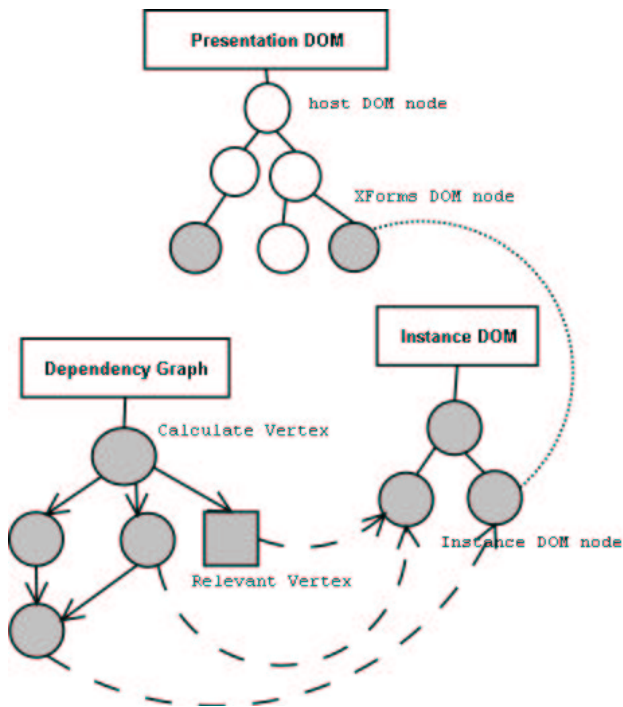 Presentation DOM
host DOM node
XForms DOM node
Instance DOM
Dependency Graph
Calculate Vertex
Instance DOM node
Relevant Vertex